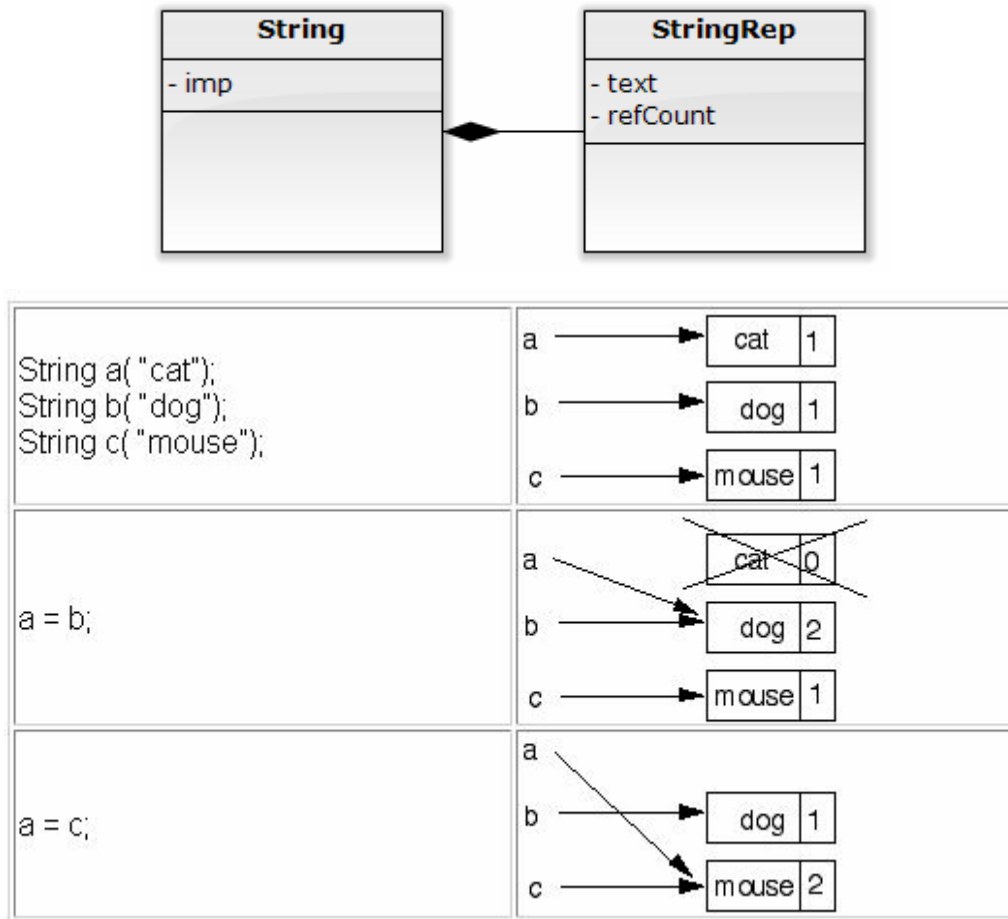 String
- imp
StringRep
- text
- refCount
String a( "cat");
String b( "dog");
String c( "mouse");
a
cat 1
b
dog 1
c
mouse 1
a = b;
a
cat 0
b
dog 2
c
mouse 1
a = c;
a
b
dog 1
c
mouse 2